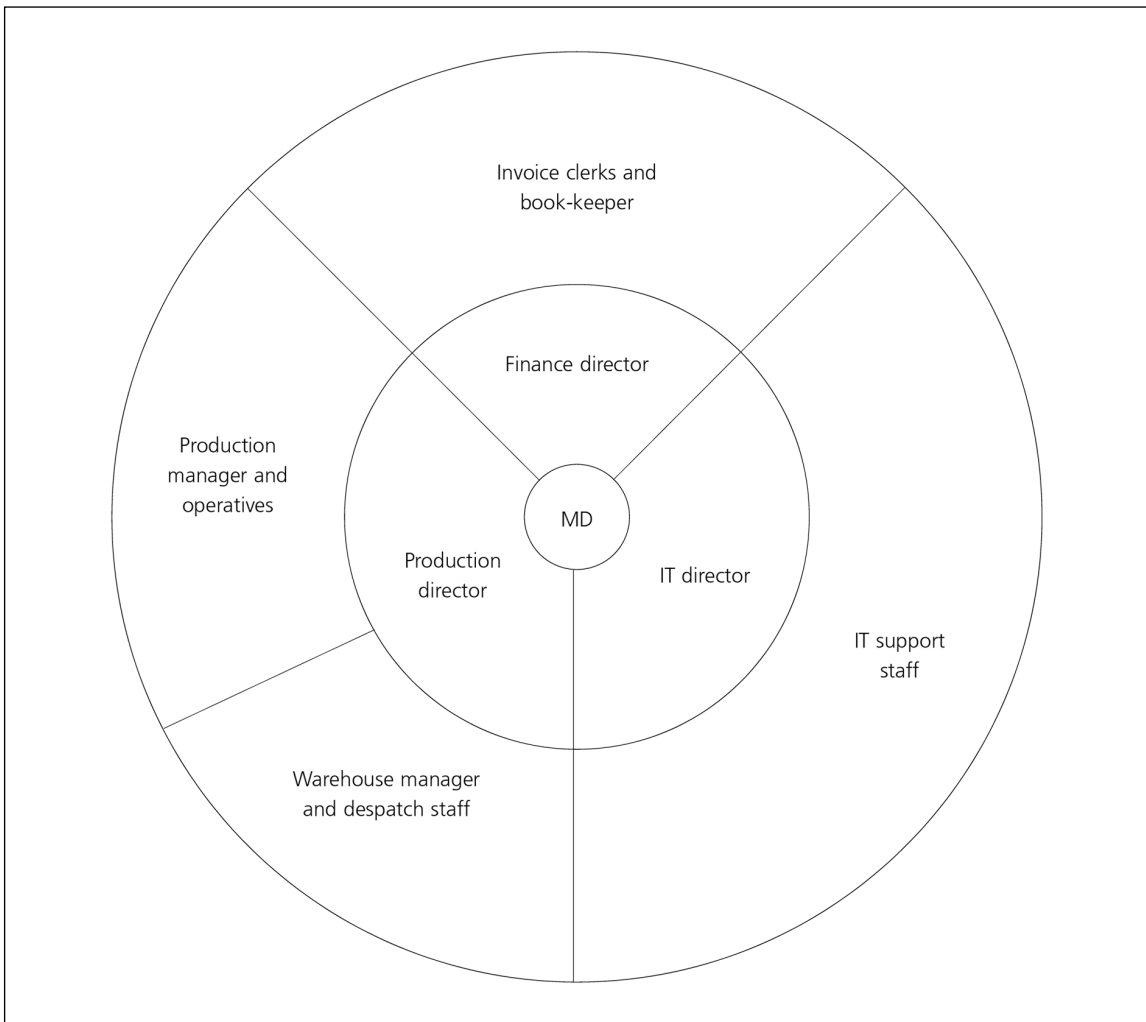 Invoice clerks and
book-keeper
Finance director
Production
manager and
operatives
MD
Production
director
IT director
IT support
staff
Warehouse manager
and despatch staff